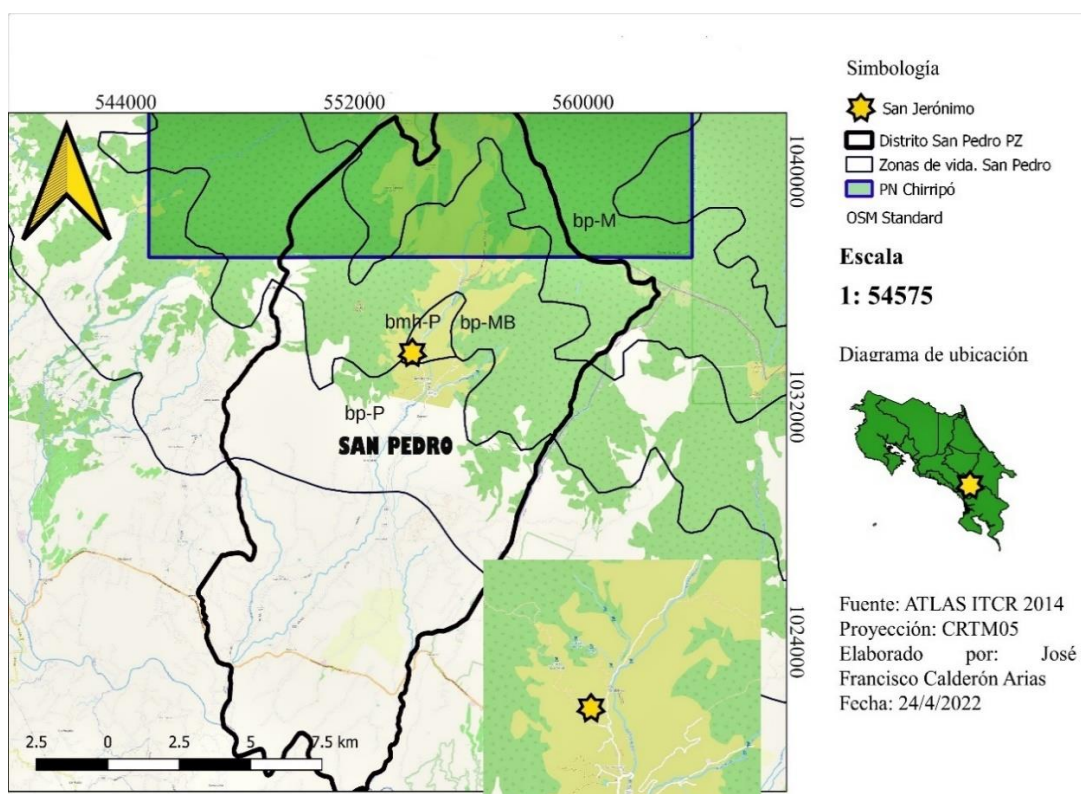 544000 552000 560000
1040000
1032000
1024000
bp-M
bmh-P bp-MB
bp-P
SAN PEDRO
2.5 0 2.5 5 7.5 km
Simbología
San Jerónimo
Distrito San Pedro PZ
Zonas de vida. San Pedro
PN Chirripó
OSM Standard
Escala
1: 54575
Diagrama de ubicación
Fuente: ATLAS ITCR 2014
Proyección: CRTM05
Elaborado por: José
Francisco Calderón Arias
Fecha: 24/4/2022